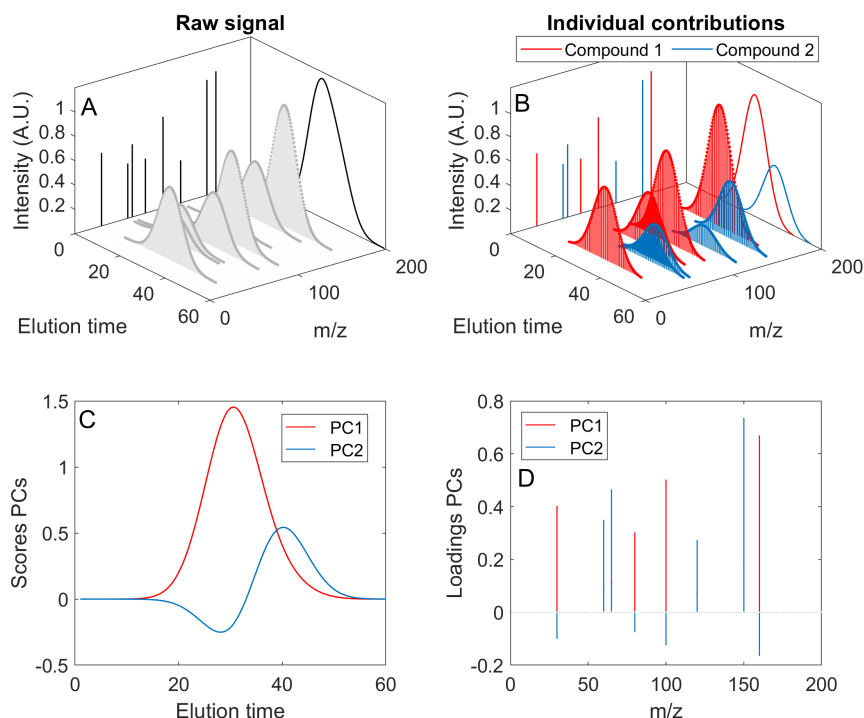 Raw signal
A
Intensity (A.U.)
1
0.8
0.6
0.4
0.2
0
20
40
60
Elution time
0
100
200
m/z
Individual contributions
Compound 1
Compound 2
B
Intensity (A.U.)
1
0.8
0.6
0.4
0.2
0
20
40
60
Elution time
0
100
200
m/z
C
PC1
PC2
Scores PCs
1.5
1
0.5
0
-0.5
0
20
40
60
Elution time
PC1
PC2
D
Loadings PCs
0.8
0.6
0.4
0.2
0
-0.2
0
50
100
150
200
m/z